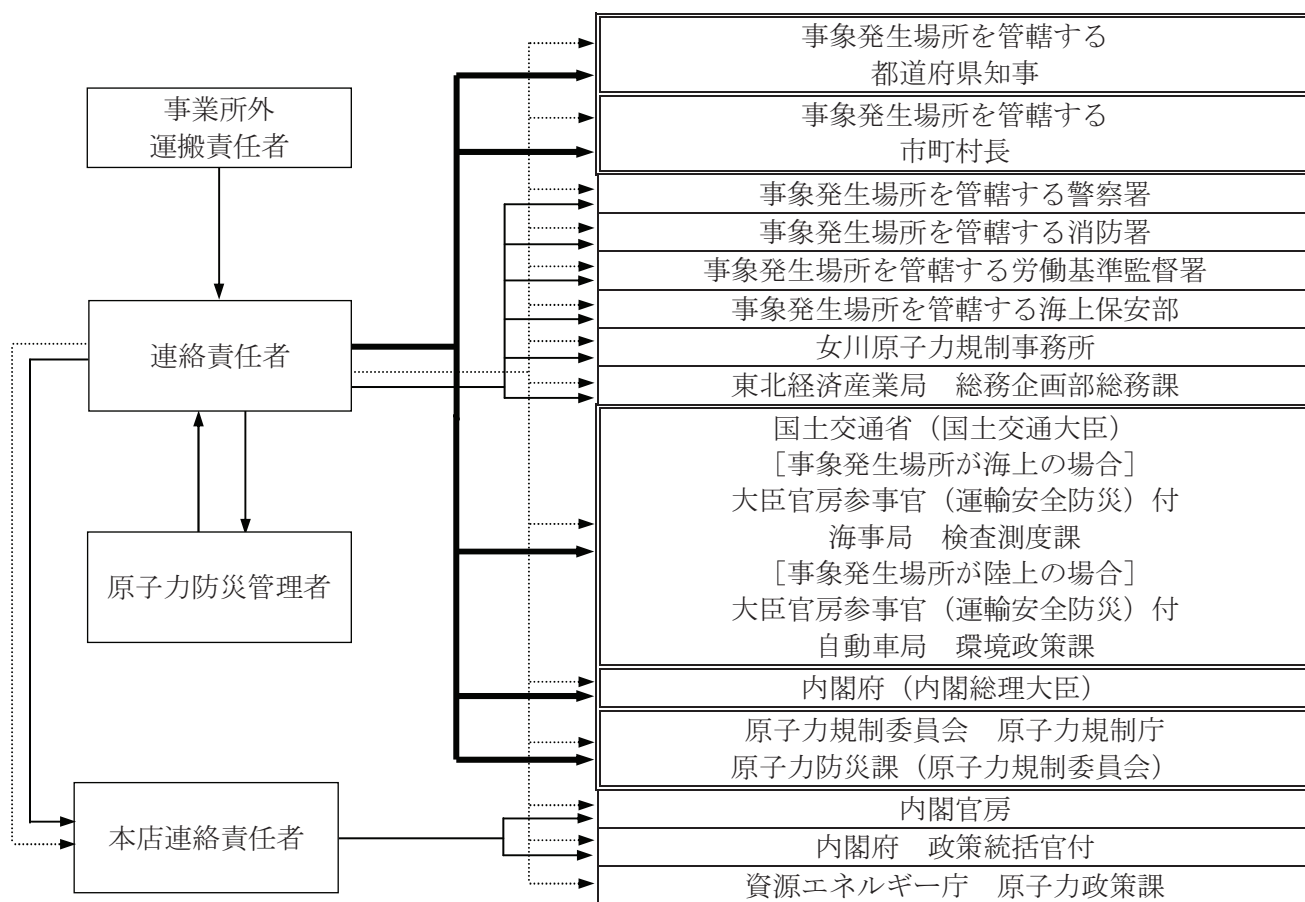 事業所外
運搬責任者
連絡責任者
原子力防災管理者
本店連絡責任者
事象発生場所を管轄する
都道府県知事
事象発生場所を管轄する
市町村長
事象発生場所を管轄する警察署
事象発生場所を管轄する消防署
事象発生場所を管轄する労働基準監督署
事象発生場所を管轄する海上保安部
女川原子力規制事務所
東北経済産業局　総務企画部総務課
国土交通省（国土交通大臣）
［事象発生場所が海上の場合］
大臣官房参事官（運輸安全防災）付
海事局　検査測度課
［事象発生場所が陸上の場合］
大臣官房参事官（運輸安全防災）付
自動車局　環境政策課
内閣府（内閣総理大臣）
原子力規制委員会　原子力規制庁
原子力防災課（原子力規制委員会）
内閣官房
内閣府　政策統括官付
資源エネルギー庁　原子力政策課